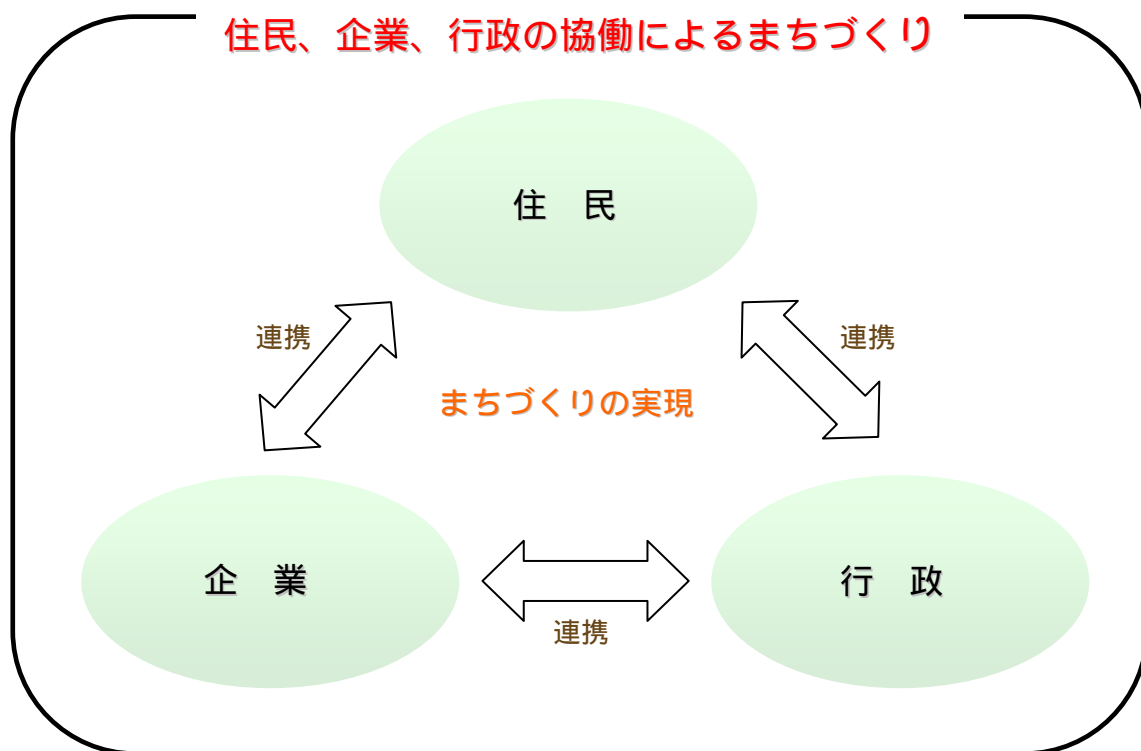 住民、企業、行政の協働によるまちづくり
住　民
連携
連携
まちづくりの実現
企　業
行　政
連携